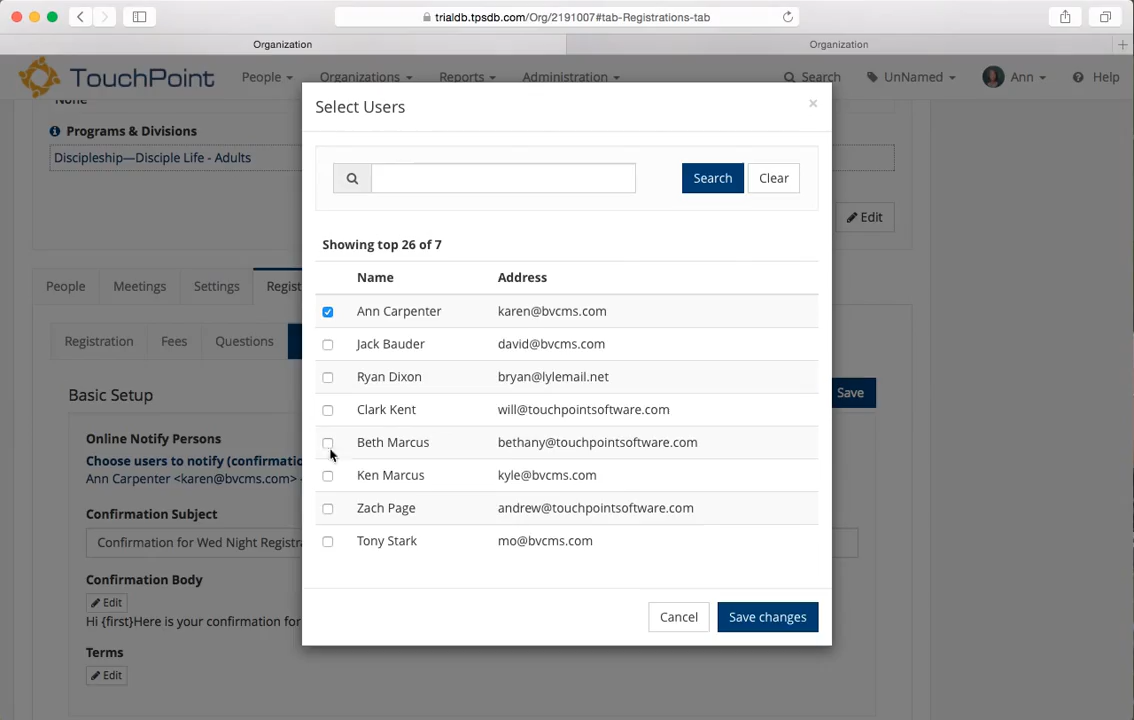 trialdb.tpsdb.com/Org/2191007#tab-Registrations-tab
Organization
Organization
TouchPoint
People
Organizations
Reports
Administration
Search
UnNamed
Ann
Help
None
Programs & Divisions
Discipleship—Disciple Life - Adults
Edit
People
Meetings
Settings
Regist
Registration
Fees
Questions
Basic Setup
Save
Online Notify Persons
Choose users to notify (confirmatio
Ann Carpenter <karen@bvcms.com>
Confirmation Subject
Confirmation for Wed Night Registra
Confirmation Body
Edit
Hi {first}Here is your confirmation for
Terms
Edit
Select Users
×
Search
Clear
Showing top 26 of 7
Name Address
Ann Carpenter karen@bvcms.com
Jack Bauder david@bvcms.com
Ryan Dixon bryan@lylemail.net
Clark Kent will@touchpointsoftware.com
Beth Marcus bethany@touchpointsoftware.com
Ken Marcus kyle@bvcms.com
Zach Page andrew@touchpointsoftware.com
Tony Stark mo@bvcms.com
Cancel
Save changes